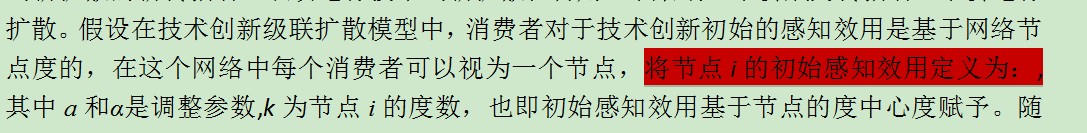 扩散。假设在技术创新级联扩散模型中，消费者对于技术创新初始的感知效用是基于网络节
点度的，在这个网络中每个消费者可以视为一个节点，将节点 i 的初始感知效用定义为：,
其中 a 和α是调整参数,k 为节点 i 的度数，也即初始感知效用基于节点的度中心度赋予。随